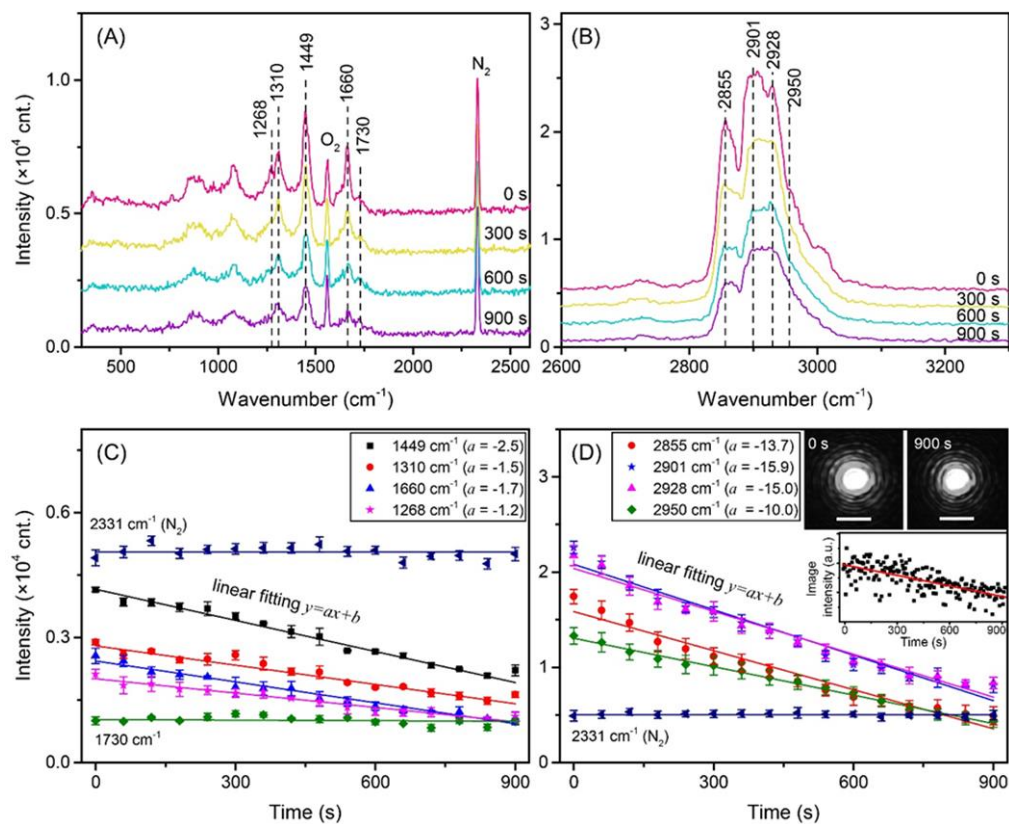 (A)
1268
1310
1449
O2
1660
1730
N2
0 s
300 s
600 s
900 s
1.0
0.5
0.0
Intensity (×10⁴ cnt.)
500 1000 1500 2000 2500
Wavenumber (cm⁻¹)
(B)
2855
2901
2928
2950
0 s
300 s
600 s
900 s
3
2
1
0
2600 2800 3000 3200
Wavenumber (cm⁻¹)
(C)
1449 cm⁻¹ (a = -2.5)
1310 cm⁻¹ (a = -1.5)
1660 cm⁻¹ (a = -1.7)
1268 cm⁻¹ (a = -1.2)
2331 cm⁻¹ (N₂)
linear fitting y=ax+b
1730 cm⁻¹
0.6
0.3
0.0
Intensity (×10⁴ cnt.)
0 300 600 900
Time (s)
(D)
2855 cm⁻¹ (a = -13.7)
2901 cm⁻¹ (a = -15.9)
2928 cm⁻¹ (a = -15.0)
2950 cm⁻¹ (a = -10.0)
0 s
900 s
Image
intensity (a.u.)
0 300 600 900
Time (s)
linear fitting y=ax+b
2331 cm⁻¹ (N₂)
3
2
1
0
0 300 600 900
Time (s)